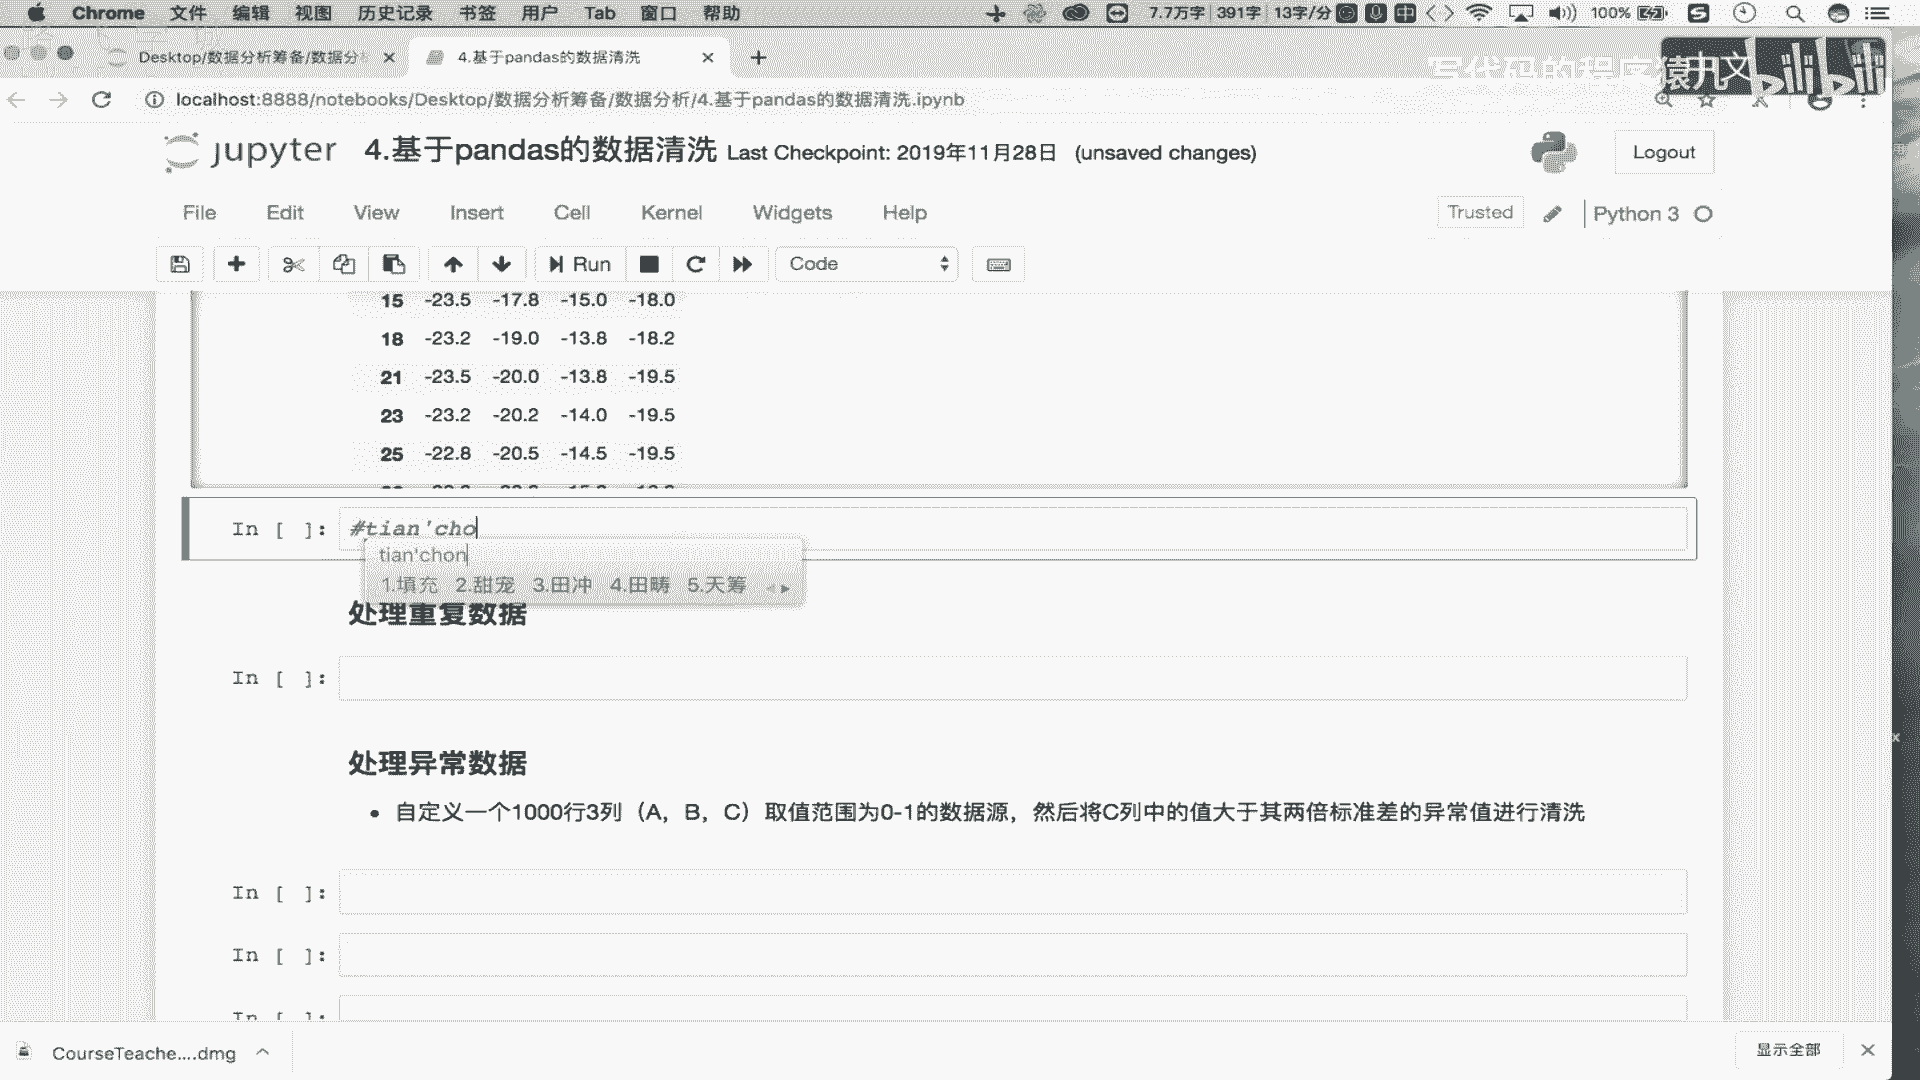 Chrome 文件 编辑 视图 历史记录 书签 用户 Tab 窗口 帮助 7.7万字 391字 13字/分 中 100%
Desktop/数据分析筹备/数据分 4.基于pandas的数据清洗
写代码的程序猿 中文 bilibili
localhost:8888/notebooks/Desktop/数据分析筹备/数据分析/4.基于pandas的数据清洗.ipynb
jupyter 4.基于pandas的数据清洗 Last Checkpoint: 2019年11月28日 (unsaved changes) Logout
File Edit View Insert Cell Kernel Widgets Help Trusted Python 3
Run Code
15 -23.5 -17.8 -15.0 -18.0
18 -23.2 -19.0 -13.8 -18.2
21 -23.5 -20.0 -13.8 -19.5
23 -23.2 -20.2 -14.0 -19.5
25 -22.8 -20.5 -14.5 -19.5
In [ ]: #tian'cho
tian'chon
1.填充 2.甜宠 3.田冲 4.田畴 5.天筹
处理重复数据
In [ ]:
处理异常数据
• 自定义一个1000行3列（A，B，C）取值范围为0-1的数据源，然后将C列中的值大于其两倍标准差的异常值进行清洗
In [ ]:
In [ ]:
In [ ]:
CourseTeache....dmg 显示全部